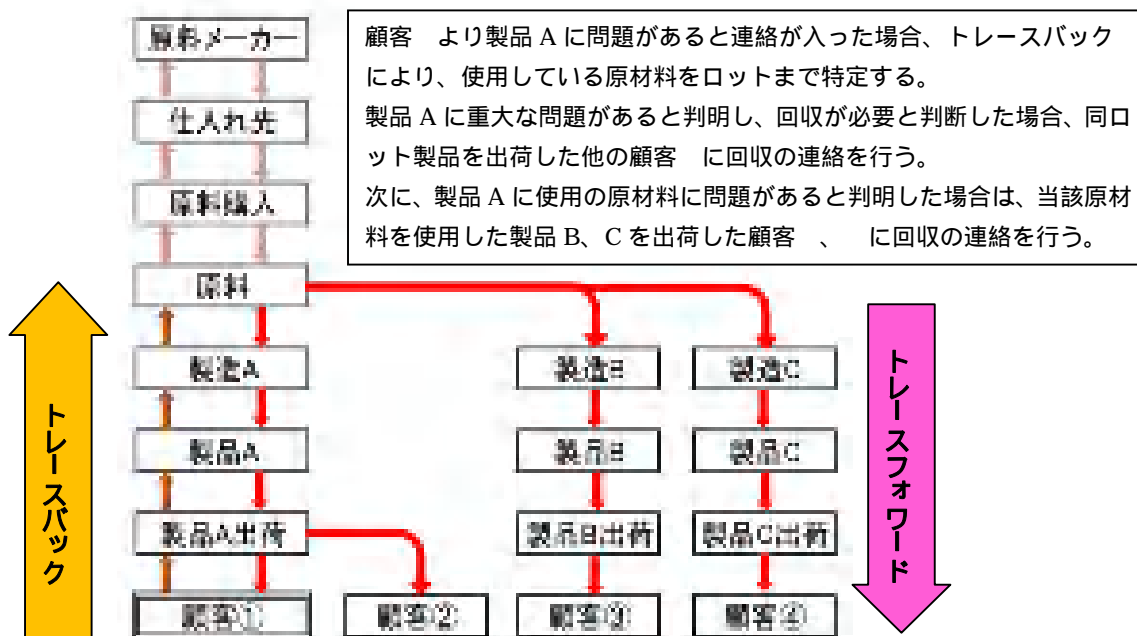 原料メーカー
顧客　より製品 A に問題があると連絡が入った場合、トレースバック
により、使用している原材料をロットまで特定する。
製品 A に重大な問題があると判明し、回収が必要と判断した場合、同ロ
ット製品を出荷した他の顧客　に回収の連絡を行う。
次に、製品 A に使用の原材料に問題があると判明した場合は、当該原材
料を使用した製品 B、C を出荷した顧客　、　に回収の連絡を行う。
仕入れ先
原料購入
原料
製造A
製造B
製造C
製品A
製品B
製品C
製品A出荷
製品B出荷
製品C出荷
顧客①
顧客②
顧客③
顧客④
トレースバック
トレースフォワード